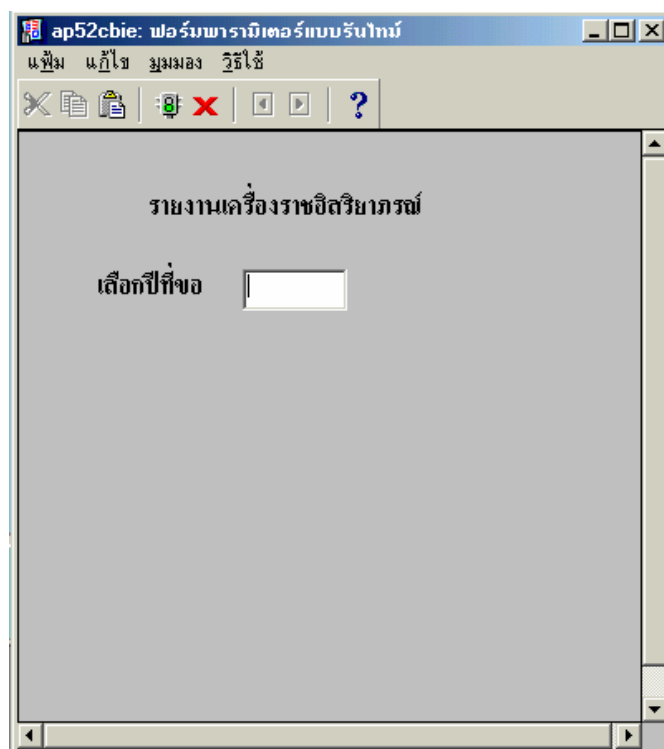 ap52cbie: ฟอร์มพารามิเตอร์แบบรันไทม์
แฟ้ม แก้ไข มุมมอง วิธีใช้
รายงานเครื่องราชอิสริยาภรณ์
เลือกปีที่ขอ